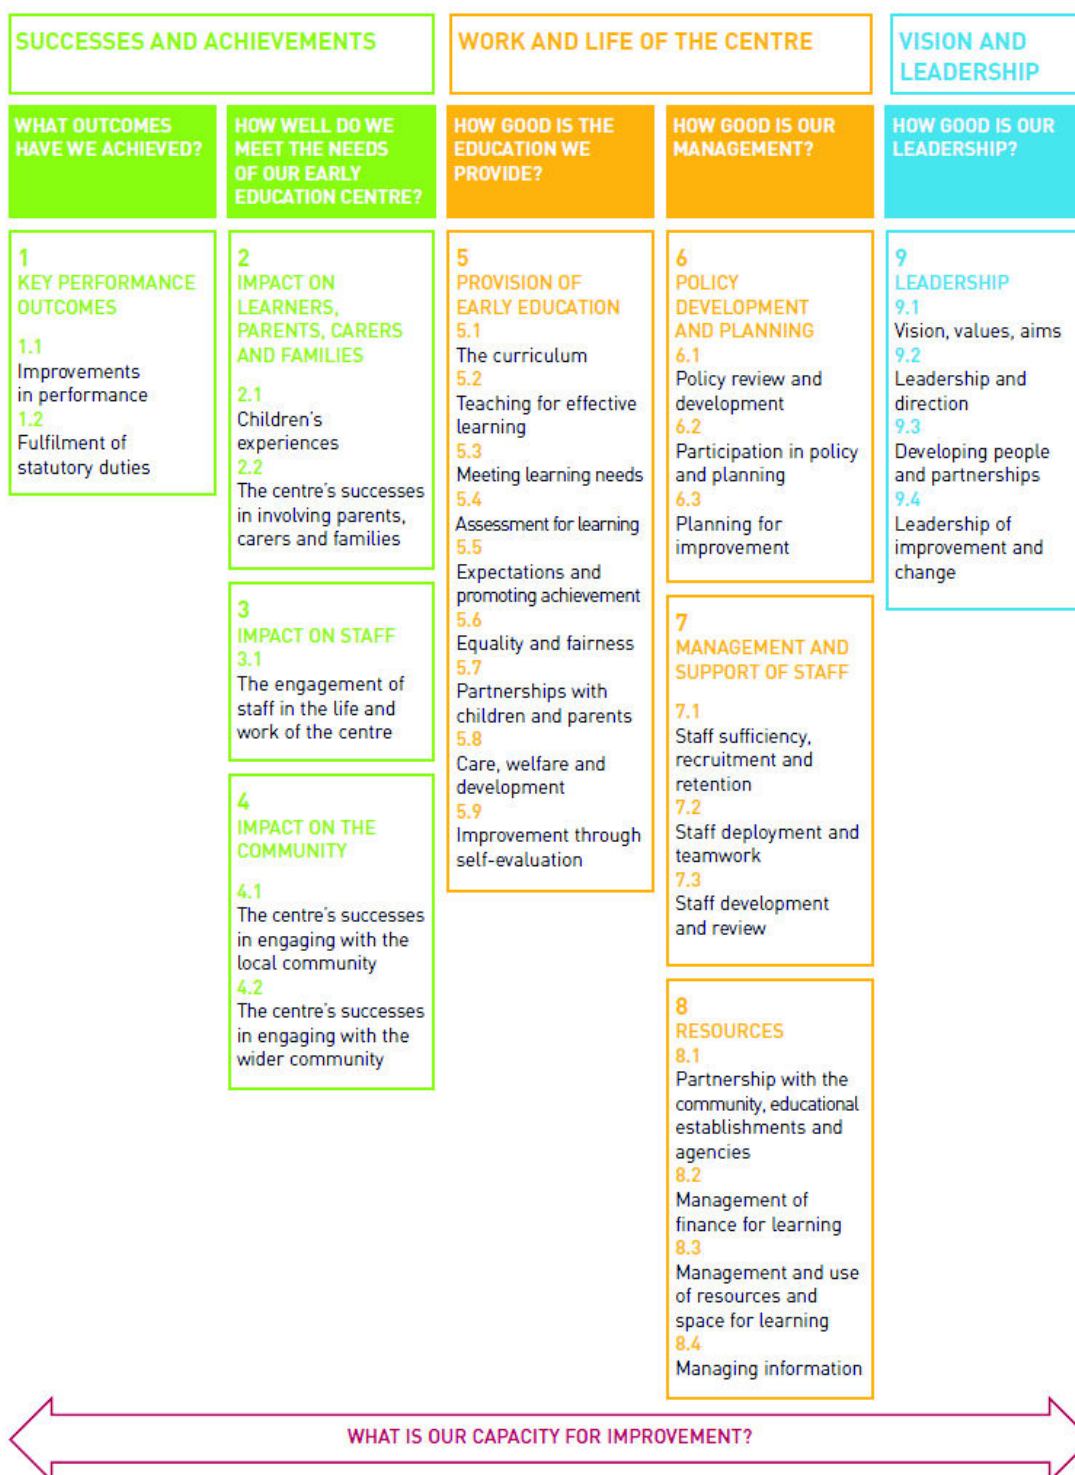 SUCCESSES AND ACHIEVEMENTS
WORK AND LIFE OF THE CENTRE
VISION AND
LEADERSHIP
WHAT OUTCOMES
HAVE WE ACHIEVED?
HOW WELL DO WE
MEET THE NEEDS
OF OUR EARLY
EDUCATION CENTRE?
HOW GOOD IS THE
EDUCATION WE
PROVIDE?
HOW GOOD IS OUR
MANAGEMENT?
HOW GOOD IS OUR
LEADERSHIP?
1
KEY PERFORMANCE
OUTCOMES
1.1
Improvements
in performance
1.2
Fulfilment of
statutory duties
2
IMPACT ON
LEARNERS,
PARENTS, CARERS
AND FAMILIES
2.1
Children's
experiences
2.2
The centre's successes
in involving parents,
carers and families
3
IMPACT ON STAFF
3.1
The engagement of
staff in the life and
work of the centre
4
IMPACT ON THE
COMMUNITY
4.1
The centre's successes
in engaging with the
local community
4.2
The centre's successes
in engaging with the
wider community
5
PROVISION OF
EARLY EDUCATION
5.1
The curriculum
5.2
Teaching for effective
learning
5.3
Meeting learning needs
5.4
Assessment for learning
5.5
Expectations and
promoting achievement
5.6
Equality and fairness
5.7
Partnerships with
children and parents
5.8
Care, welfare and
development
5.9
Improvement through
self-evaluation
6
POLICY
DEVELOPMENT
AND PLANNING
6.1
Policy review and
development
6.2
Participation in policy
and planning
6.3
Planning for
improvement
7
MANAGEMENT AND
SUPPORT OF STAFF
7.1
Staff sufficiency,
recruitment and
retention
7.2
Staff deployment and
teamwork
7.3
Staff development
and review
8
RESOURCES
8.1
Partnership with the
community, educational
establishments and
agencies
8.2
Management of
finance for learning
8.3
Management and use
of resources and
space for learning
8.4
Managing information
9
LEADERSHIP
9.1
Vision, values, aims
9.2
Leadership and
direction
9.3
Developing people
and partnerships
9.4
Leadership of
improvement and
change
WHAT IS OUR CAPACITY FOR IMPROVEMENT?